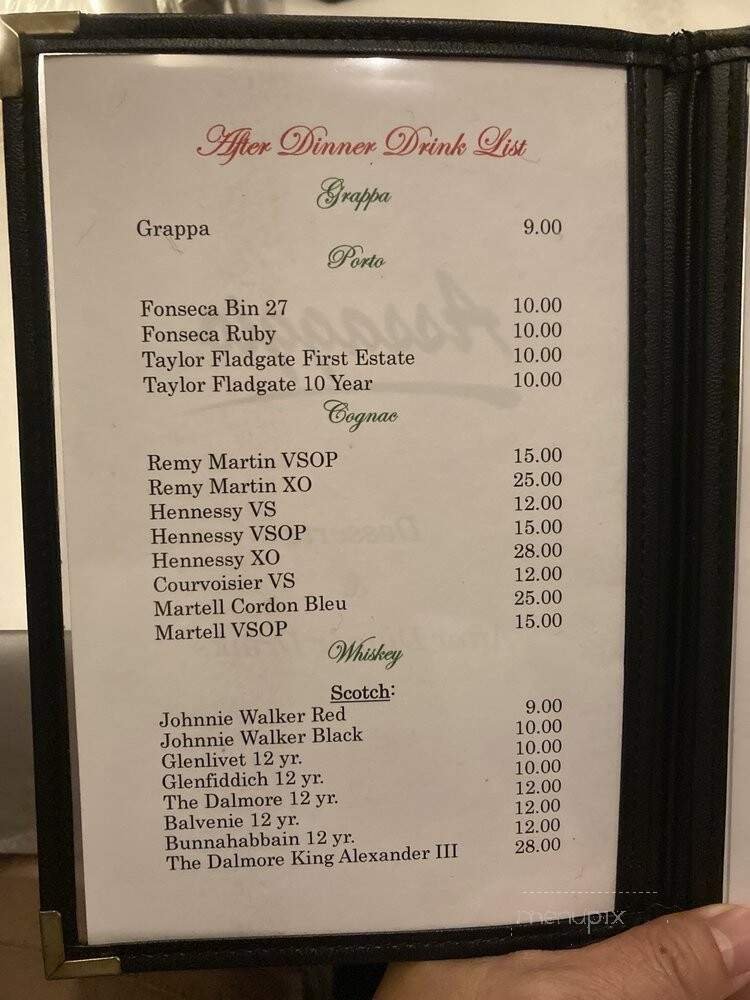 After Dinner Drink List
Grappa
Grappa 9.00
Porto
Fonseca Bin 27 10.00
Fonseca Ruby 10.00
Taylor Fladgate First Estate 10.00
Taylor Fladgate 10 Year 10.00
Cognac
Remy Martin VSOP 15.00
Remy Martin XO 25.00
Hennessy VS 12.00
Hennessy VSOP 15.00
Hennessy XO 28.00
Courvoisier VS 12.00
Martell Cordon Bleu 25.00
Martell VSOP 15.00
Whiskey
Scotch:
Johnnie Walker Red 9.00
Johnnie Walker Black 10.00
Glenlivet 12 yr. 10.00
Glenfiddich 12 yr. 10.00
The Dalmore 12 yr. 12.00
Balvenie 12 yr. 12.00
Bunnahabbain 12 yr. 12.00
The Dalmore King Alexander III 28.00
menupix